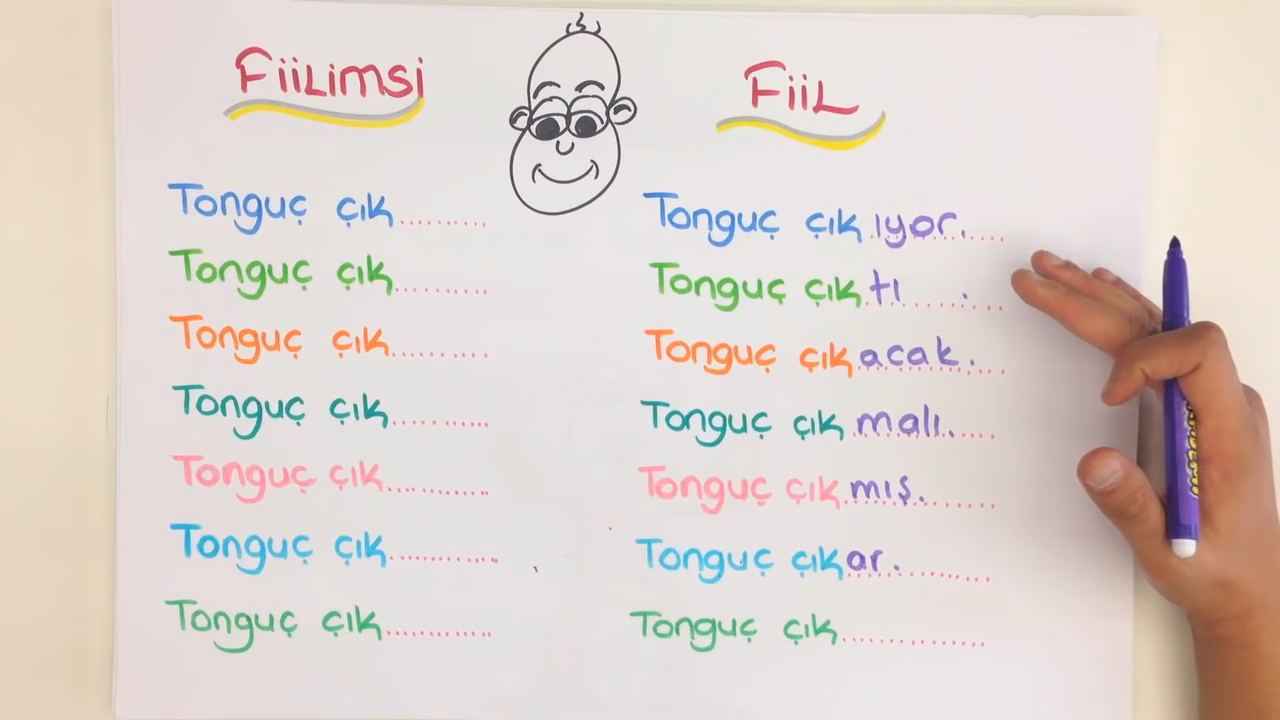 FiiLimsi
Tonguç çık..........
Tonguç çık..........
Tonguç çık..........
Tonguç çık..........
Tonguç çık..........
Tonguç çık..........
Tonguç çık..........
FiiL
Tonguç çıkıyor.
Tonguç çıktı.
Tonguç çıkacak.
Tonguç çıkmalı.
Tonguç çıkmış.
Tonguç çıkar.
Tonguç çık..........